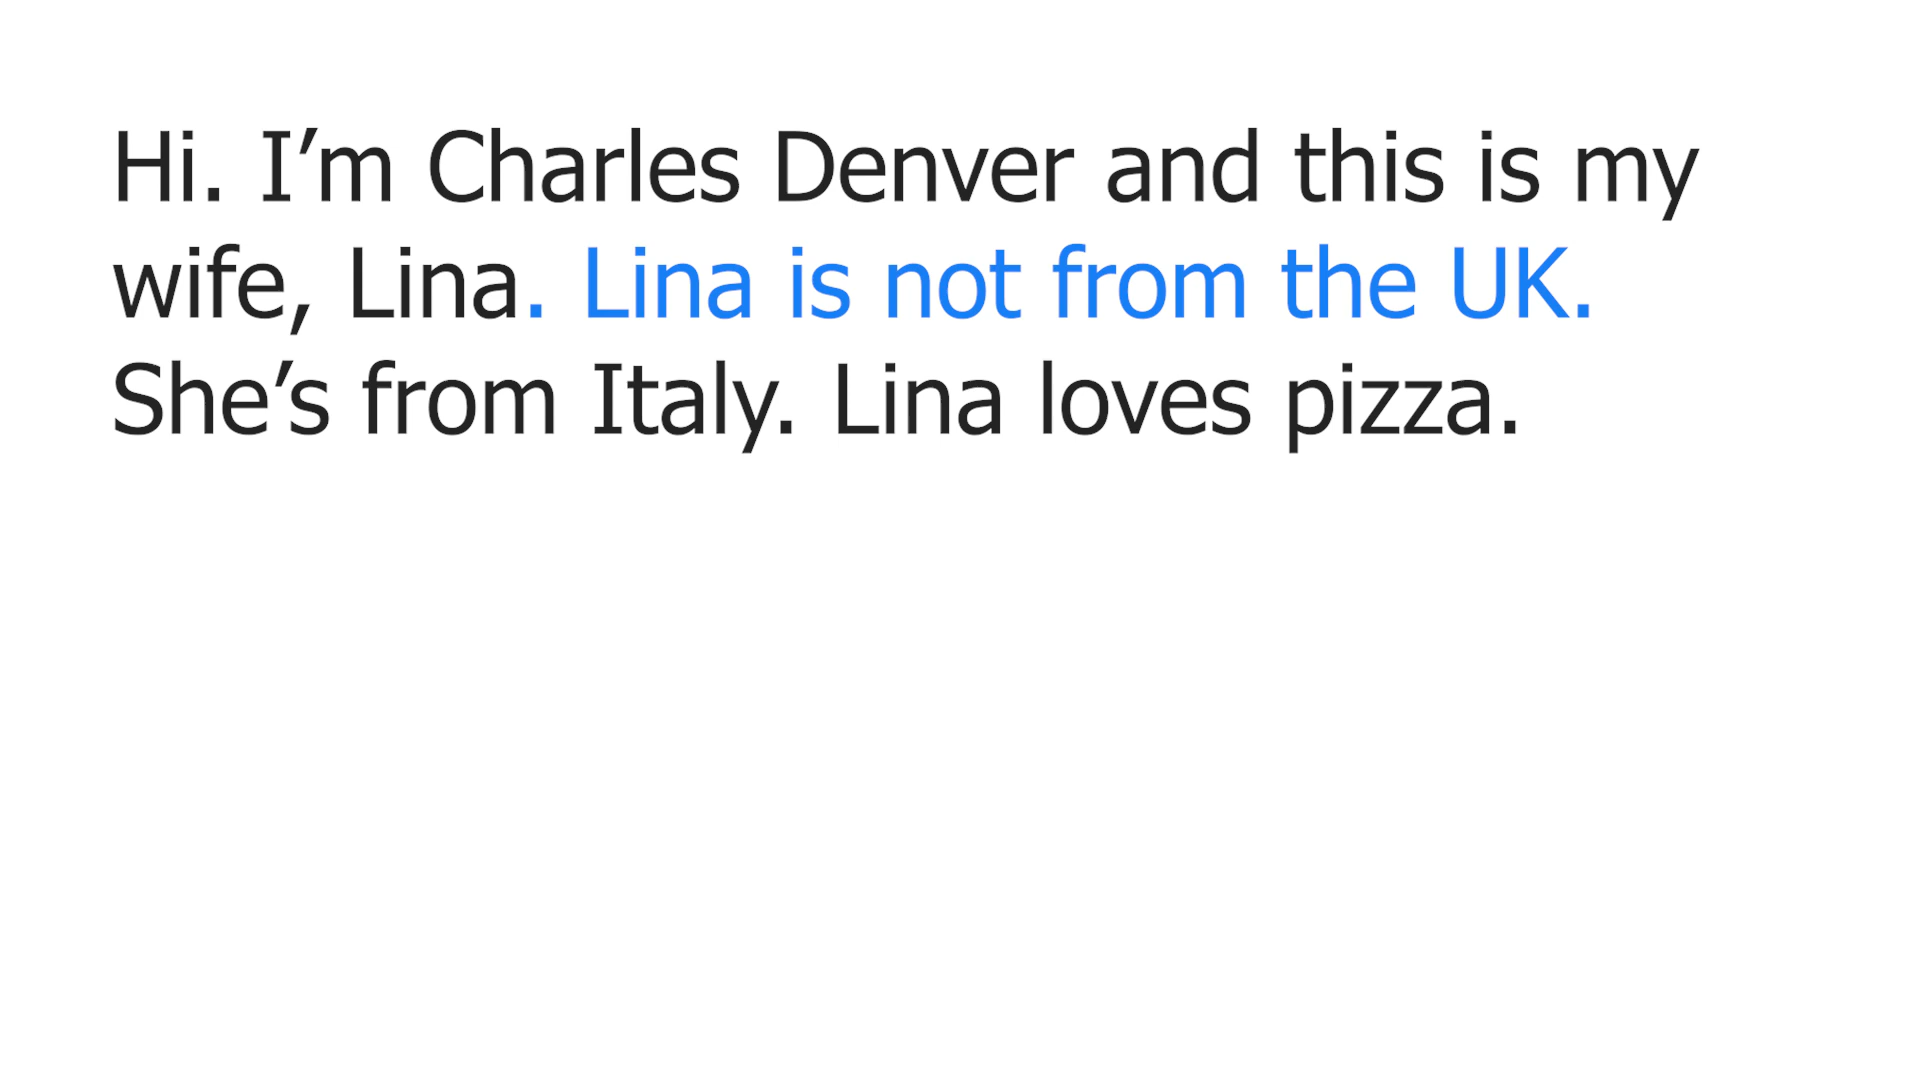 Hi. I’m Charles Denver and this is my
wife, Lina. Lina is not from the UK.
She’s from Italy. Lina loves pizza.